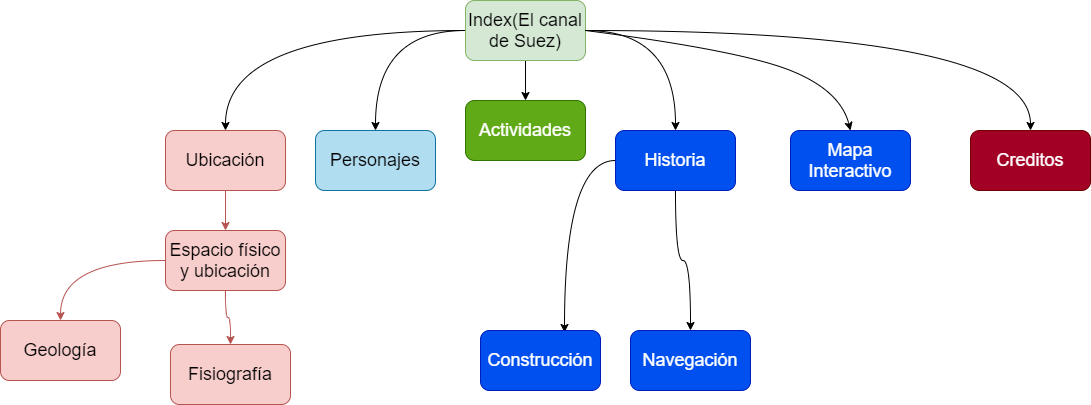 Index(El canal
de Suez)
Actividades
Ubicación
Personajes
Historia
Mapa
Interactivo
Creditos
Espacio físico
y ubicación
Geología
Fisiografía
Construcción
Navegación